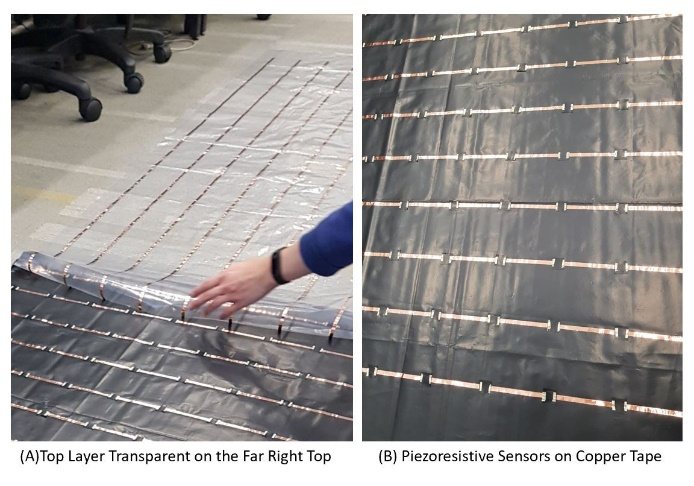 (A)Top Layer Transparent on the Far Right Top
(B) Piezoresistive Sensors on Copper Tape